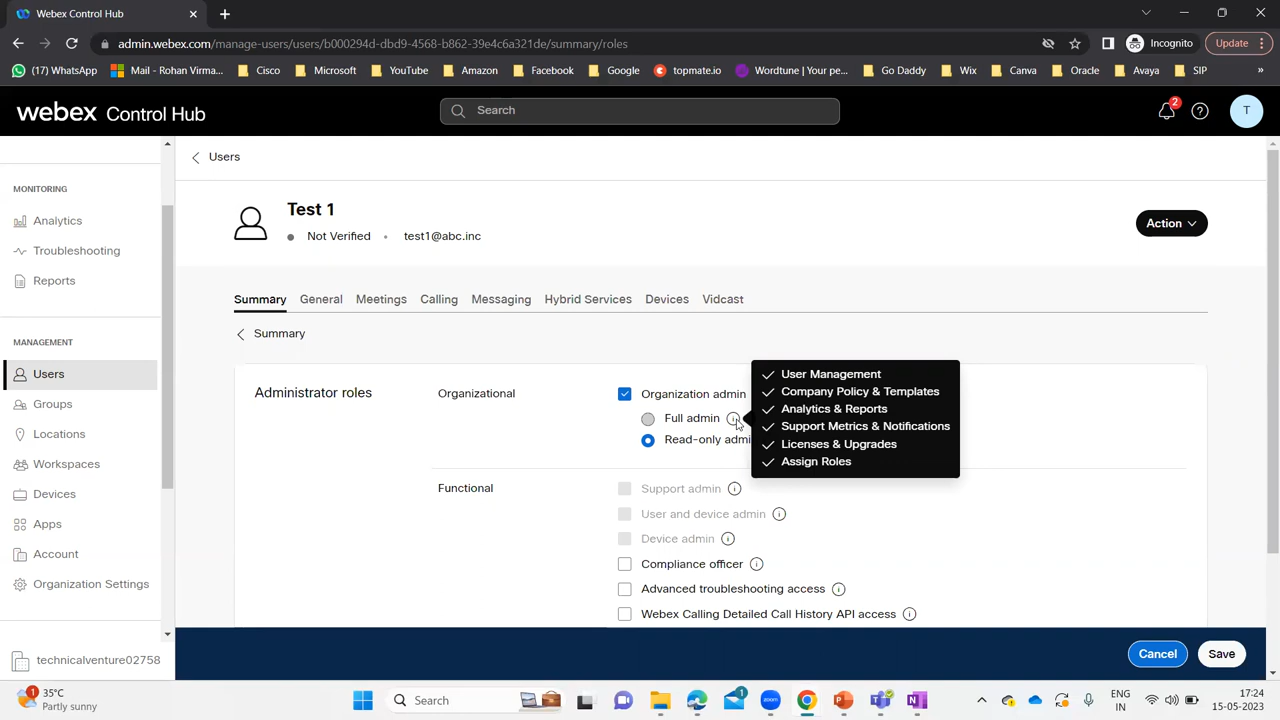 Webex Control Hub
admin.webex.com/manage-users/users/b000294d-dbd9-4568-b862-39e4c6a321de/summary/roles
Incognito
Update
(17) WhatsApp
Mail - Rohan Virma...
Cisco
Microsoft
YouTube
Amazon
Facebook
Google
topmate.io
Wordtune | Your pe...
Go Daddy
Wix
Canva
Oracle
Avaya
SIP
»
webex Control Hub
Search
2
T
Users
MONITORING
Analytics
Troubleshooting
Reports
MANAGEMENT
Users
Groups
Locations
Workspaces
Devices
Apps
Account
Organization Settings
technicalventure02758
Test 1
Not Verified • test1@abc.inc
Action
Summary General Meetings Calling Messaging Hybrid Services Devices Vidcast
Summary
Administrator roles
Organizational
Organization admin
Full admin
Read-only admi
User Management
Company Policy & Templates
Analytics & Reports
Support Metrics & Notifications
Licenses & Upgrades
Assign Roles
Functional
Support admin
User and device admin
Device admin
Compliance officer
Advanced troubleshooting access
Webex Calling Detailed Call History API access
Cancel
Save
1
35°C
Partly sunny
Search
1
zoom
ENG
IN
17:24
15-05-2023